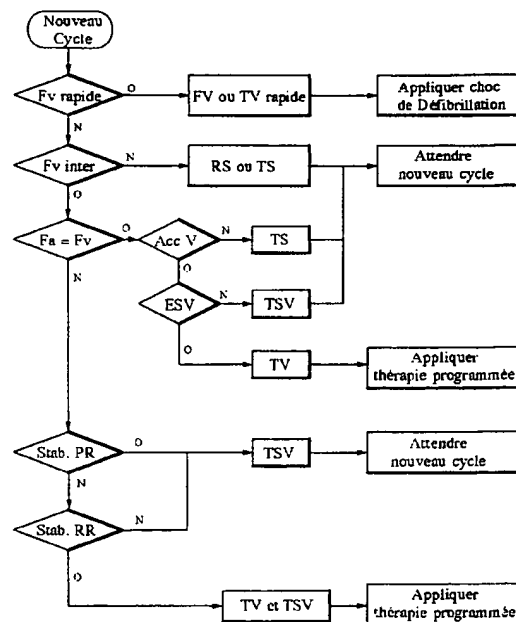 Nouveau
Cycle
Fv rapide
O
FV ou TV rapide
Appliquer choc
de Défibrillation
N
Fv inter
N
RS ou TS
Attendre
nouveau cycle
O
Fa = Fv
O
Acc V
N
TS
N
O
ESV
N
TSV
O
TV
Appliquer
thérapie programmée
Stab. PR
O
TSV
Attendre
nouveau cycle
N
Stab. RR
N
O
TV et TSV
Appliquer
thérapie programmée